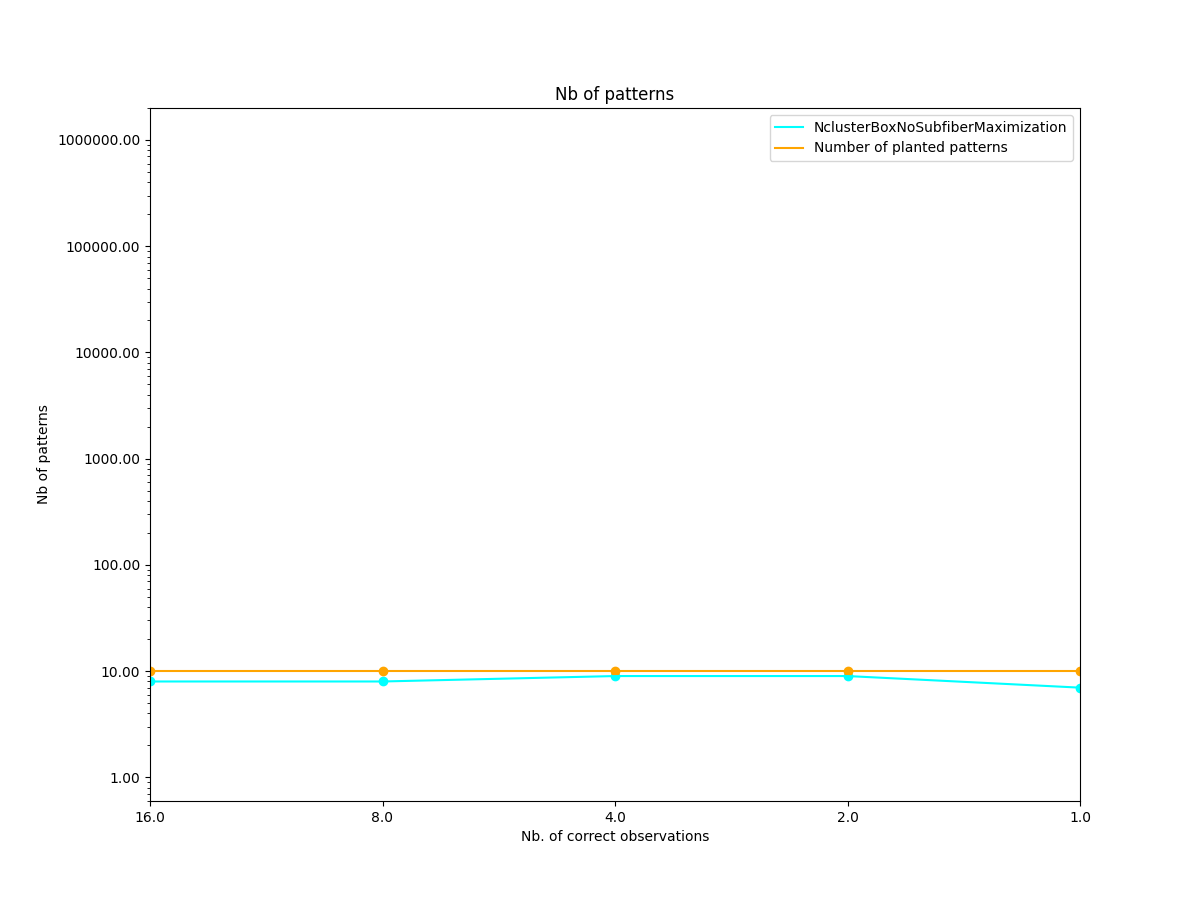 Nb of patterns
NclusterBoxNoSubfiberMaximization
Number of planted patterns
Nb of patterns
1000000.00
100000.00
10000.00
1000.00
100.00
10.00
1.00
16.0
8.0
4.0
2.0
1.0
Nb. of correct observations